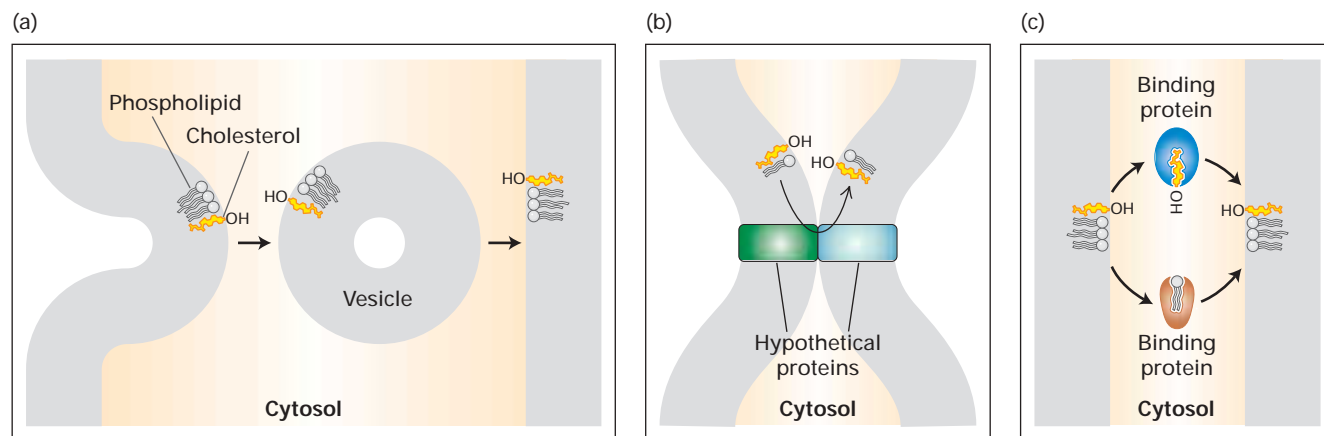 (a)
Phospholipid
Cholesterol
OH
HO
HO
Vesicle
Cytosol
(b)
OH
HO
Hypothetical
proteins
Cytosol
(c)
Binding
protein
HO
OH
HO
Binding
protein
Cytosol